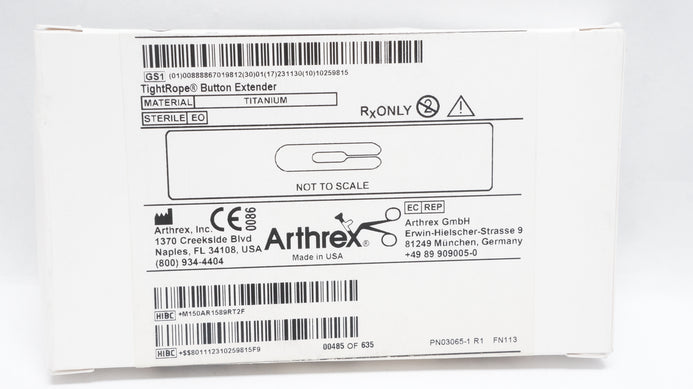 GS1 (01)00888867019812(30)01(17)231130(10)10259815
TightRope® Button Extender
MATERIAL TITANIUM
STERILE EO
RxONLY
2
NOT TO SCALE
Arthrex, Inc.
1370 Creekside Blvd
Naples, FL 34108, USA
(800) 934-4404
CE 0086
Arthrex®
Made in USA
EC REP
Arthrex GmbH
Erwin-Hielscher-Strasse 9
81249 München, Germany
+49 89 909005-0
HIBC +M150AR1589RT2F
HIBC +$$801112310259815F9
00485 OF 635
PN03065-1 R1 FN113